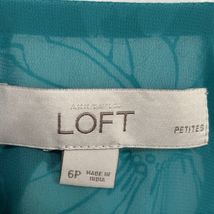 ANN TAYLOR
LOFT
PETITES
6P
MADE IN
INDIA